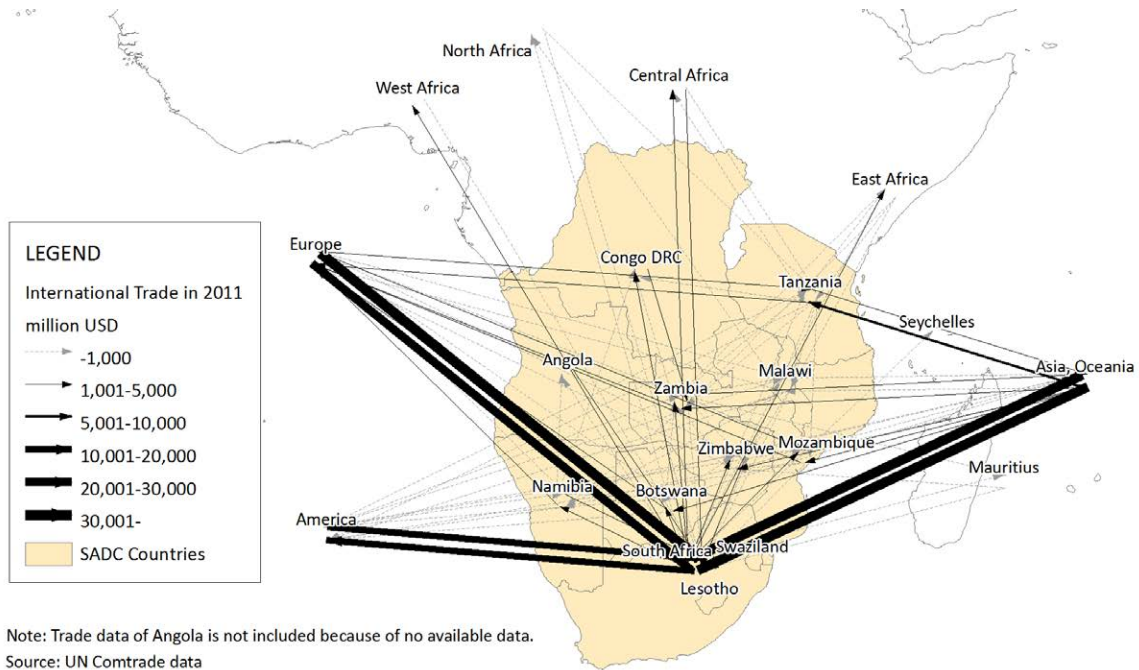 North Africa
West Africa
Central Africa
East Africa
Europe
Congo DRC
Tanzania
Seychelles
Angola
Malawi
Asia, Oceania
Zambia
Zimbabwe
Mozambique
Mauritius
Namibia
Botswana
America
South Africa
Swaziland
Lesotho
LEGEND
International Trade in 2011
million USD
-1,000
1,001-5,000
5,001-10,000
10,001-20,000
20,001-30,000
30,001-
SADC Countries
Note: Trade data of Angola is not included because of no available data.
Source: UN Comtrade data